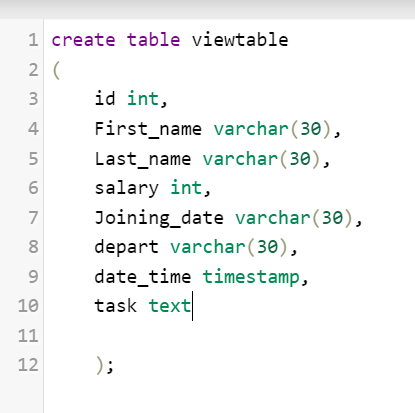 1 create table viewtable
2 (
3 id int,
4 First_name varchar(30),
5 Last_name varchar(30),
6 salary int,
7 Joining_date varchar(30),
8 depart varchar(30),
9 date_time timestamp,
10 task text
11
12 );